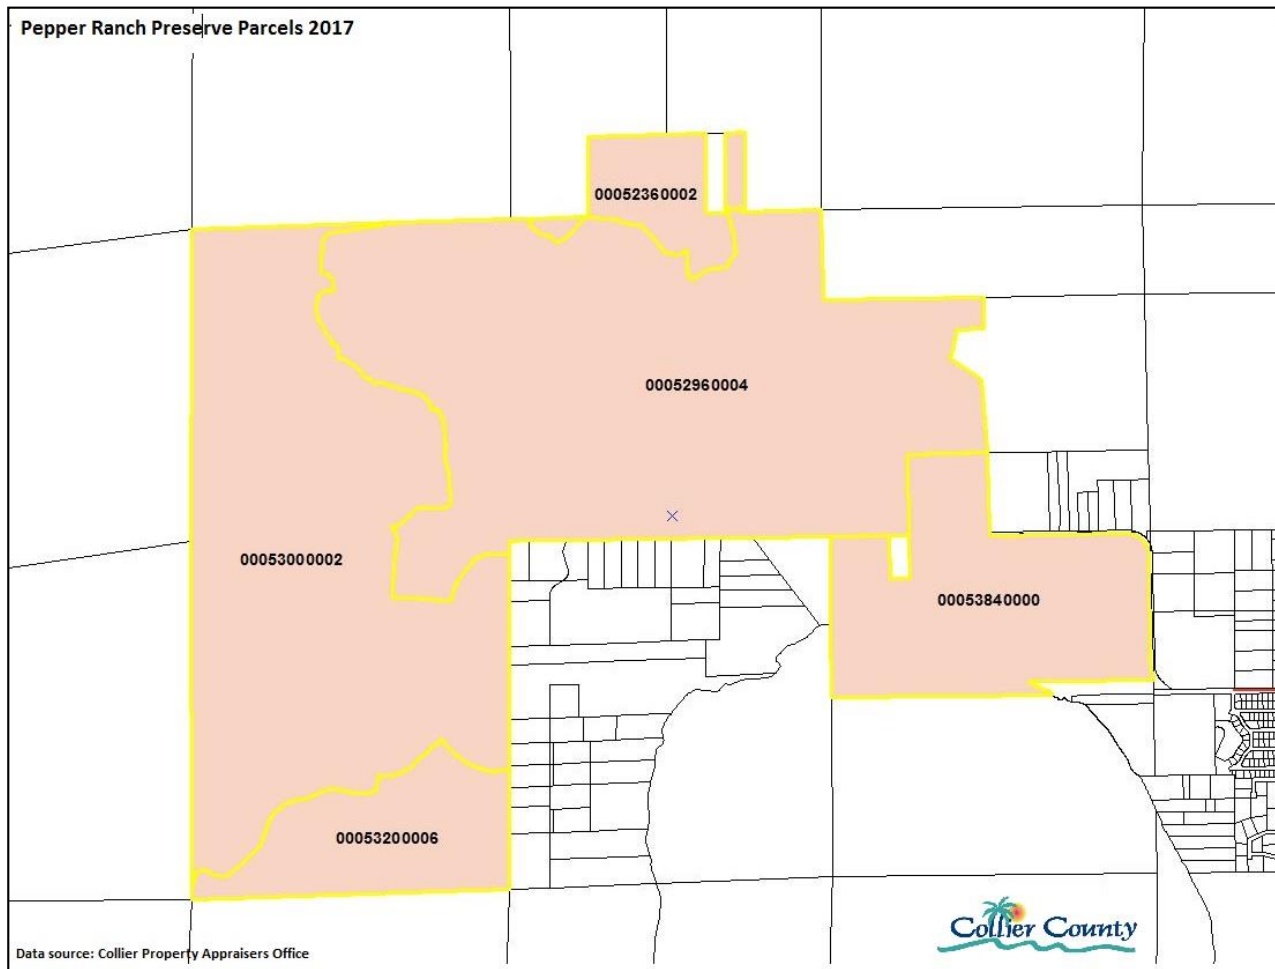 Pepper Ranch Preserve Parcels 2017
00052360002
00052960004
00053000002
00053840000
00053200006
Collier County
Data source: Collier Property Appraisers Office